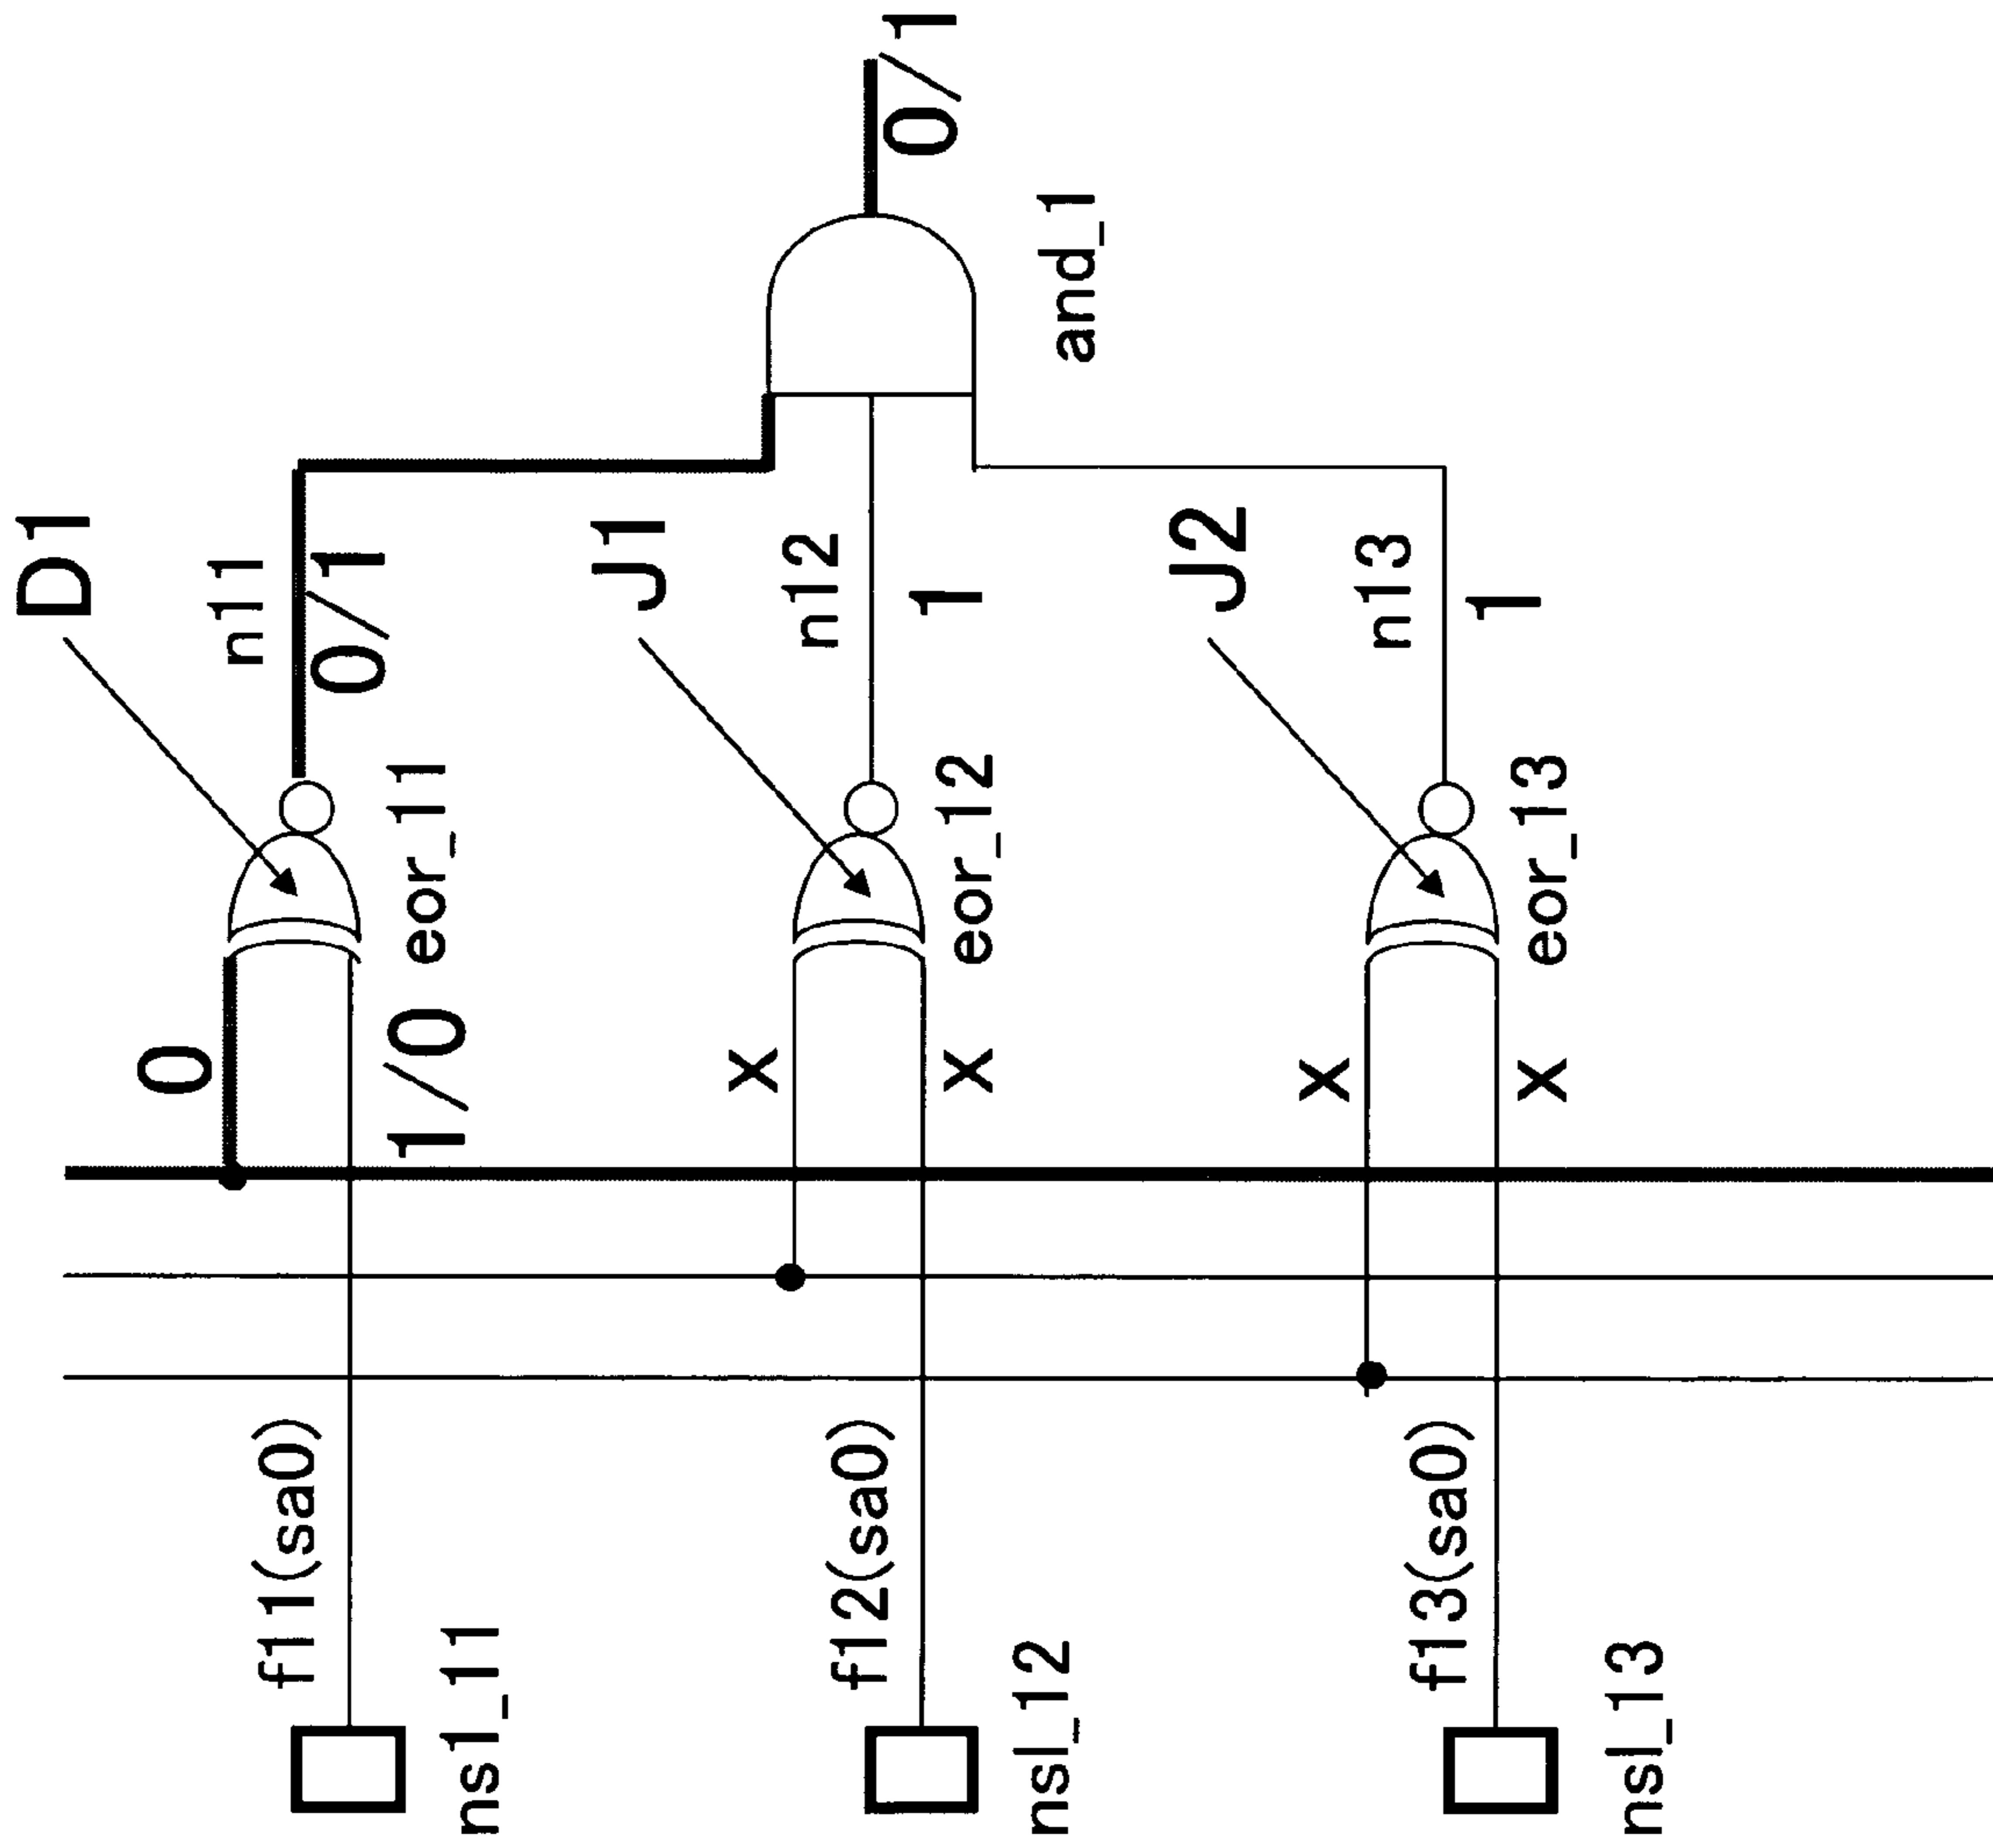 D1
n11
0/1
0
1/0
eor_11
f11(sa0)
nsl_11
J1
n12
1
x
x
eor_12
f12(sa0)
nsl_12
J2
n13
1
x
x
eor_13
f13(sa0)
nsl_13
and_1
0/1